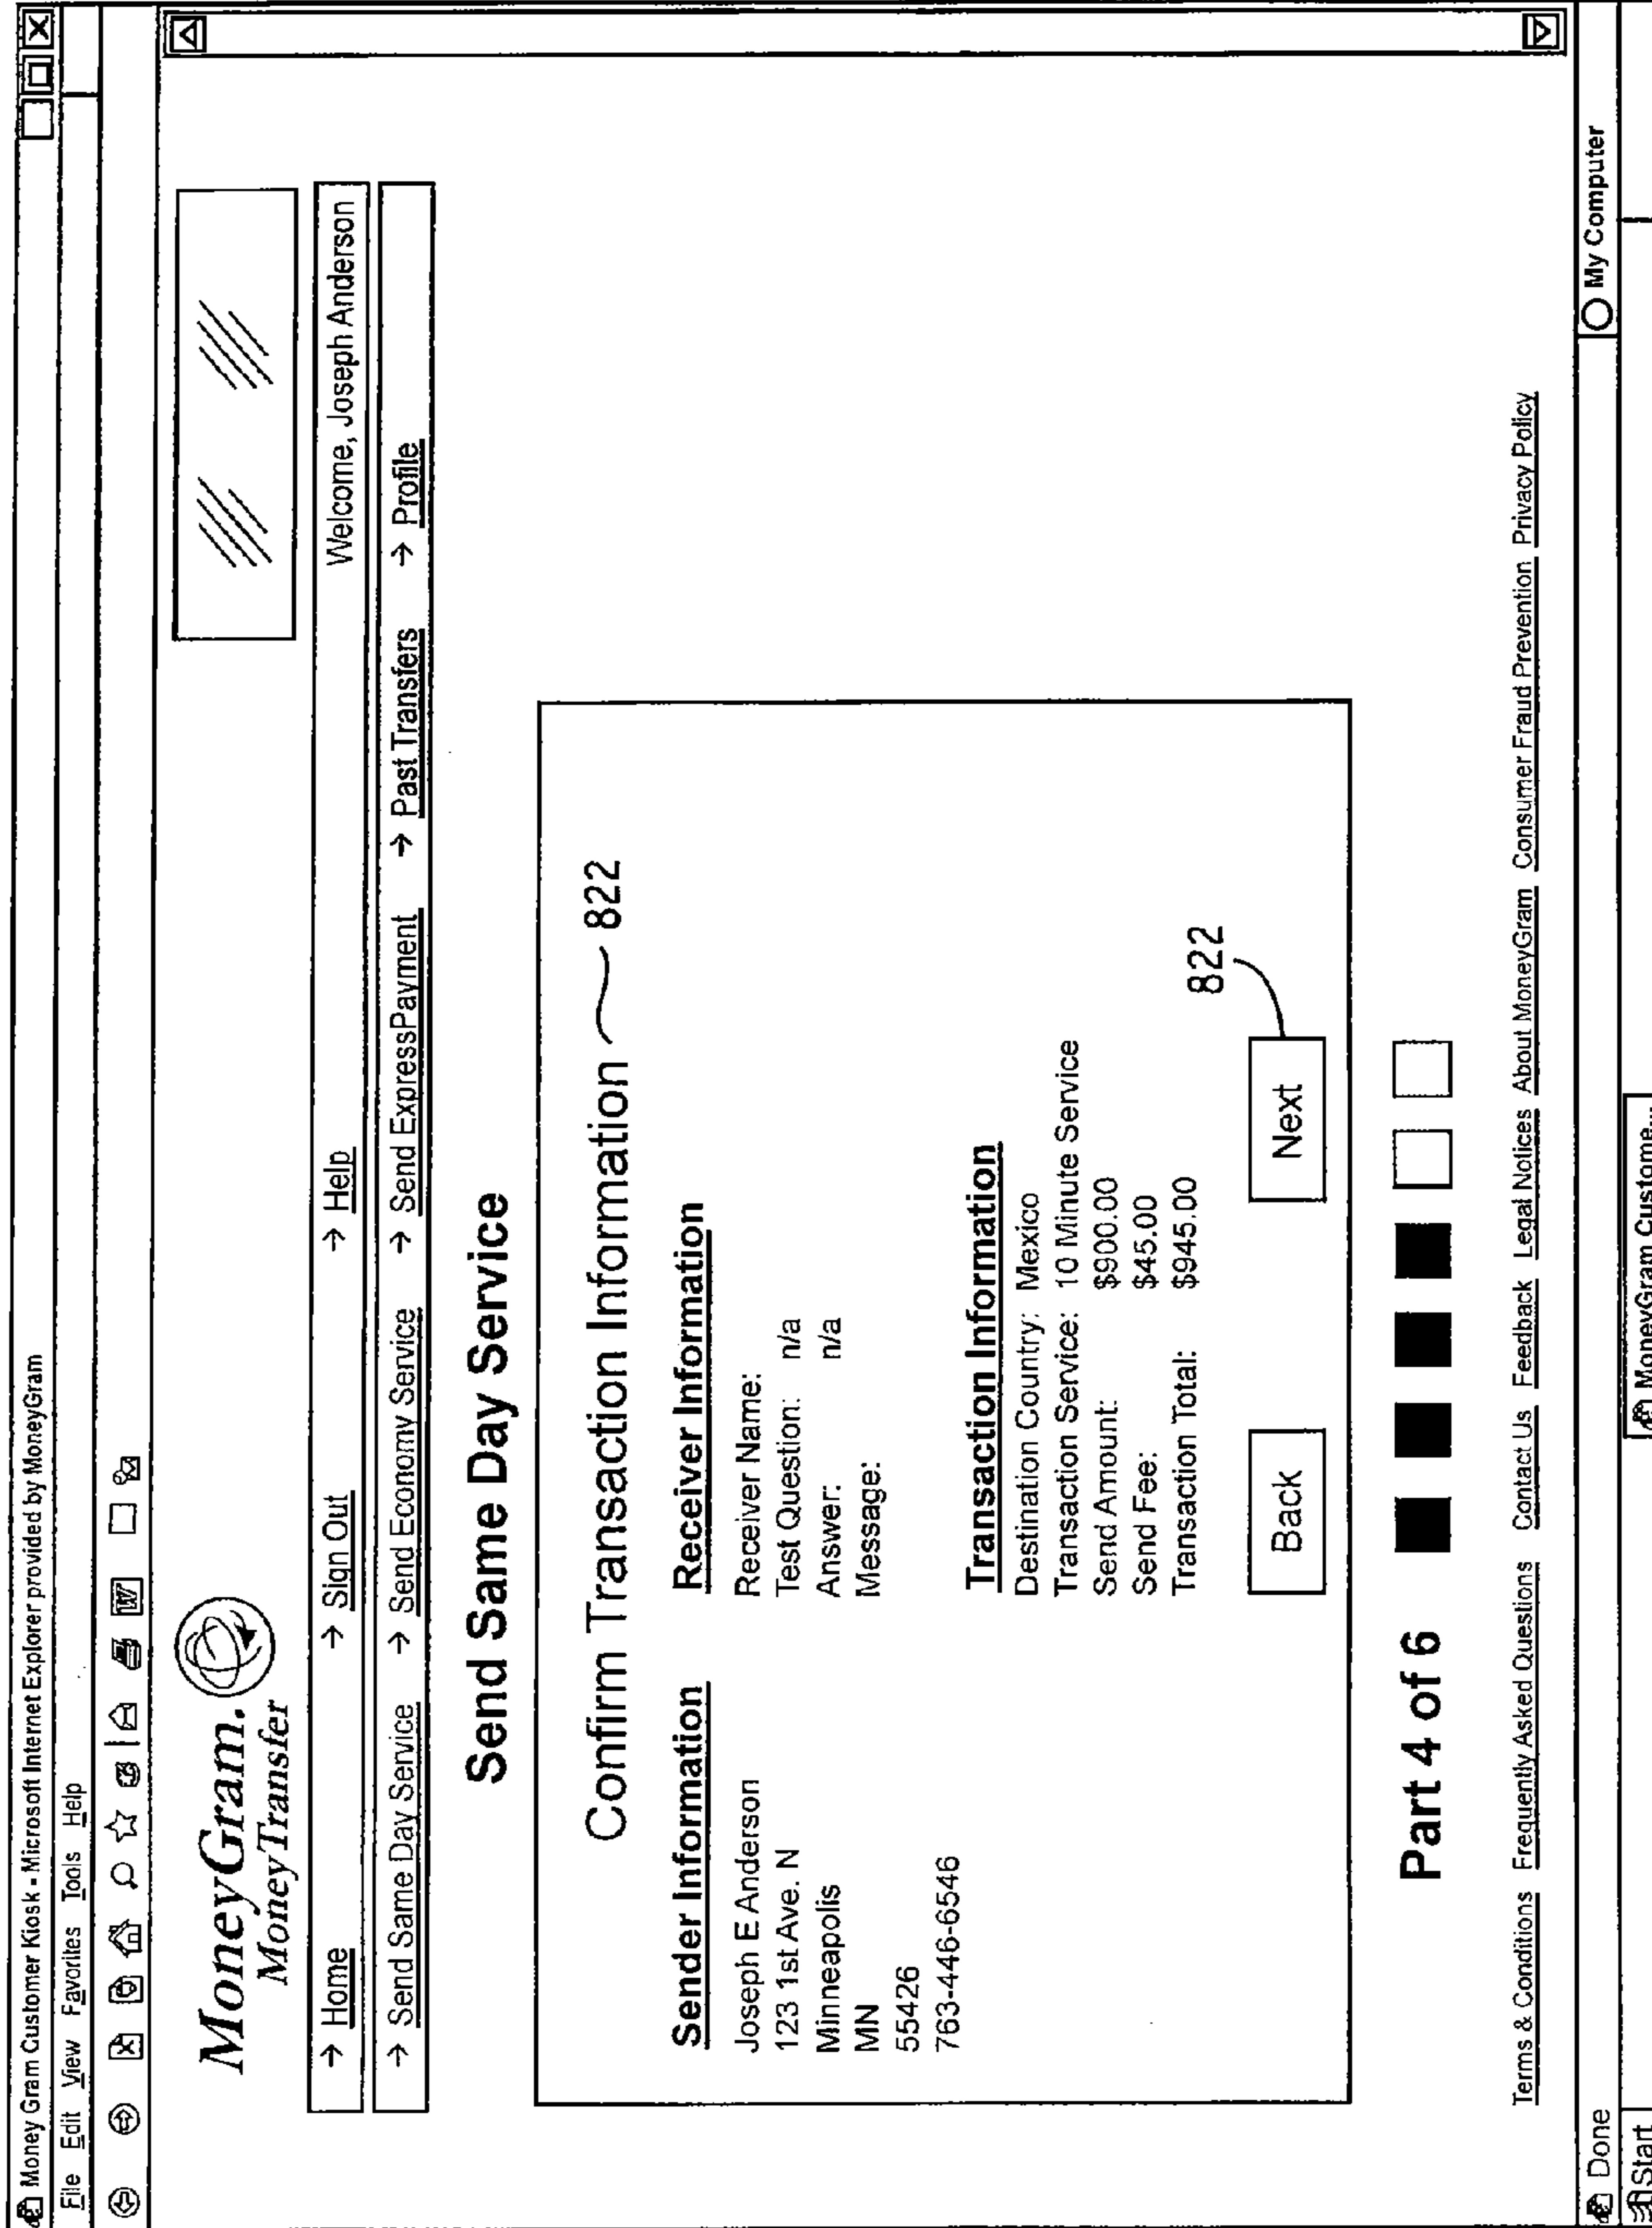 Money Gram Customer Kiosk - Microsoft Internet Explorer provided by MoneyGram
File Edit View Favorites Tools Help
MoneyGram.
MoneyTransfer
→ Home → Sign Out → Help Welcome, Joseph Anderson
→ Send Same Day Service → Send Economy Service → Send ExpressPayment → Past Transfers → Profile
Send Same Day Service
Confirm Transaction Information 822
Sender Information
Joseph E Anderson
123 1st Ave. N
Minneapolis
MN
55426
763-446-6546
Receiver Information
Receiver Name:
Test Question: n/a
Answer: n/a
Message:
Transaction Information
Destination Country: Mexico
Transaction Service: 10 Minute Service
Send Amount: $900.00
Send Fee: $45.00
Transaction Total: $945.00
822
Back Next
Part 4 of 6
Terms & Conditions Frequently Asked Questions Contact Us Feedback Legal Notices About MoneyGram Consumer Fraud Prevention Privacy Policy
Done My Computer
Start MoneyGram Custome...